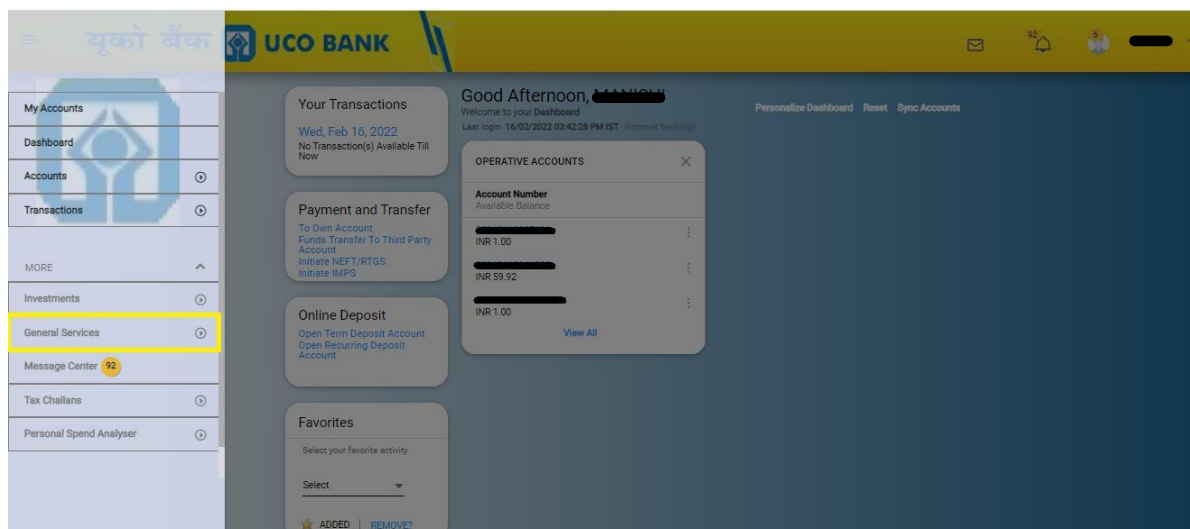 यूको बैंक UCO BANK
92
6
My Accounts
Dashboard
Accounts
Transactions
MORE
Investments
General Services
Message Center 92
Tax Challans
Personal Spend Analyser
Your Transactions
Wed, Feb 16, 2022
No Transaction(s) Available Till
Now
Payment and Transfer
To Own Account
Funds Transfer To Third Party
Account
Initiate NEFT/RTGS
Initiate IMPS
Online Deposit
Open Term Deposit Account
Open Recurring Deposit
Account
Favorites
Select your favorite activity
Select
ADDED | REMOVE?
Good Afternoon,
Welcome to your Dashboard
Last login 16/02/2022 03:42:28 PM IST (Internet Banking)
OPERATIVE ACCOUNTS
Account Number
Available Balance
INR 1.00
INR 59.92
INR 1.00
View All
Personalize Dashboard Reset Sync Accounts